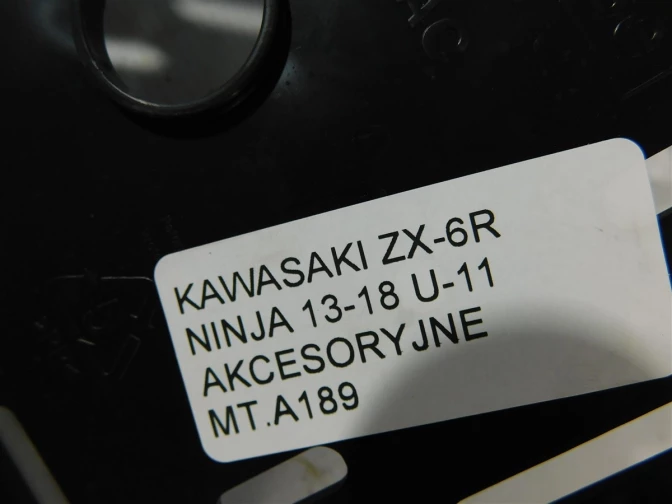 KAWASAKI ZX-6R
NINJA 13-18 U-11
AKCESORYJNE
MT.A189